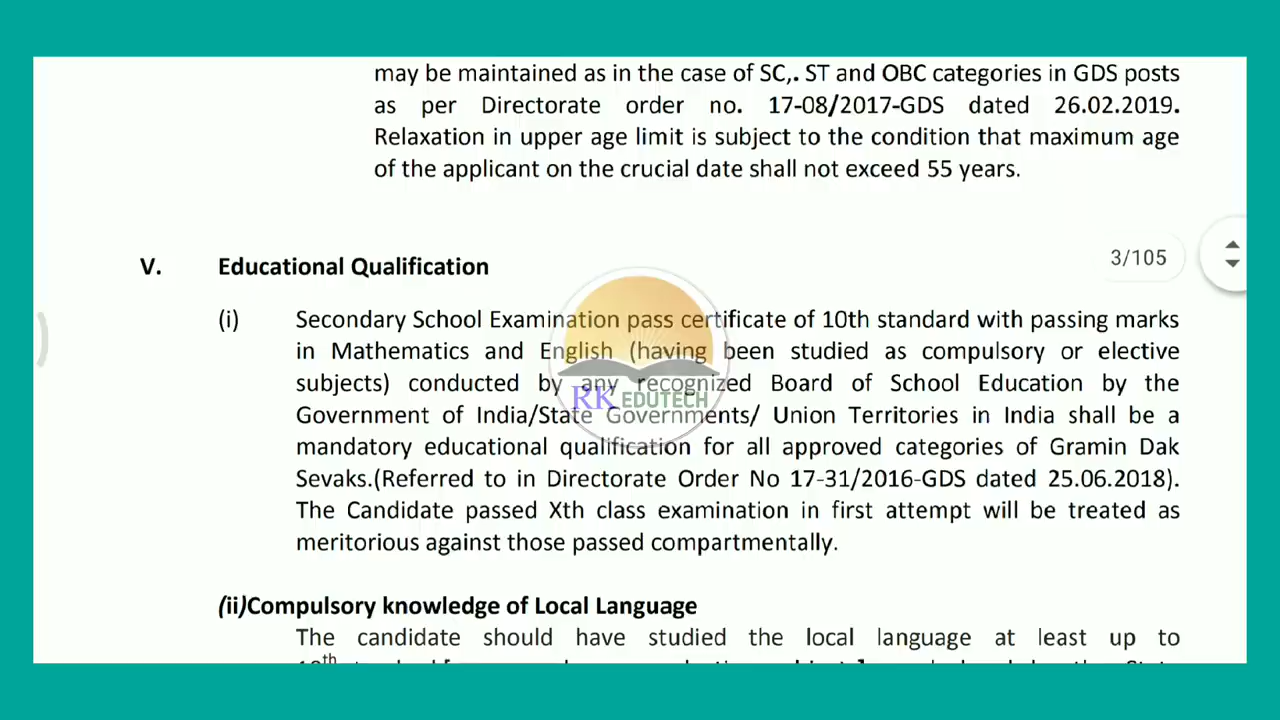 may be maintained as in the case of SC,. ST and OBC categories in GDS posts
as per Directorate order no. 17-08/2017-GDS dated 26.02.2019.
Relaxation in upper age limit is subject to the condition that maximum age
of the applicant on the crucial date shall not exceed 55 years.
3/105
V. Educational Qualification
(i) Secondary School Examination pass certificate of 10th standard with passing marks
in Mathematics and English (having been studied as compulsory or elective
subjects) conducted by any recognized Board of School Education by the
RK EDUTECH
Government of India/State Governments/ Union Territories in India shall be a
mandatory educational qualification for all approved categories of Gramin Dak
Sevaks.(Referred to in Directorate Order No 17-31/2016-GDS dated 25.06.2018).
The Candidate passed Xth class examination in first attempt will be treated as
meritorious against those passed compartmentally.
(ii)Compulsory knowledge of Local Language
The candidate should have studied the local language at least up to